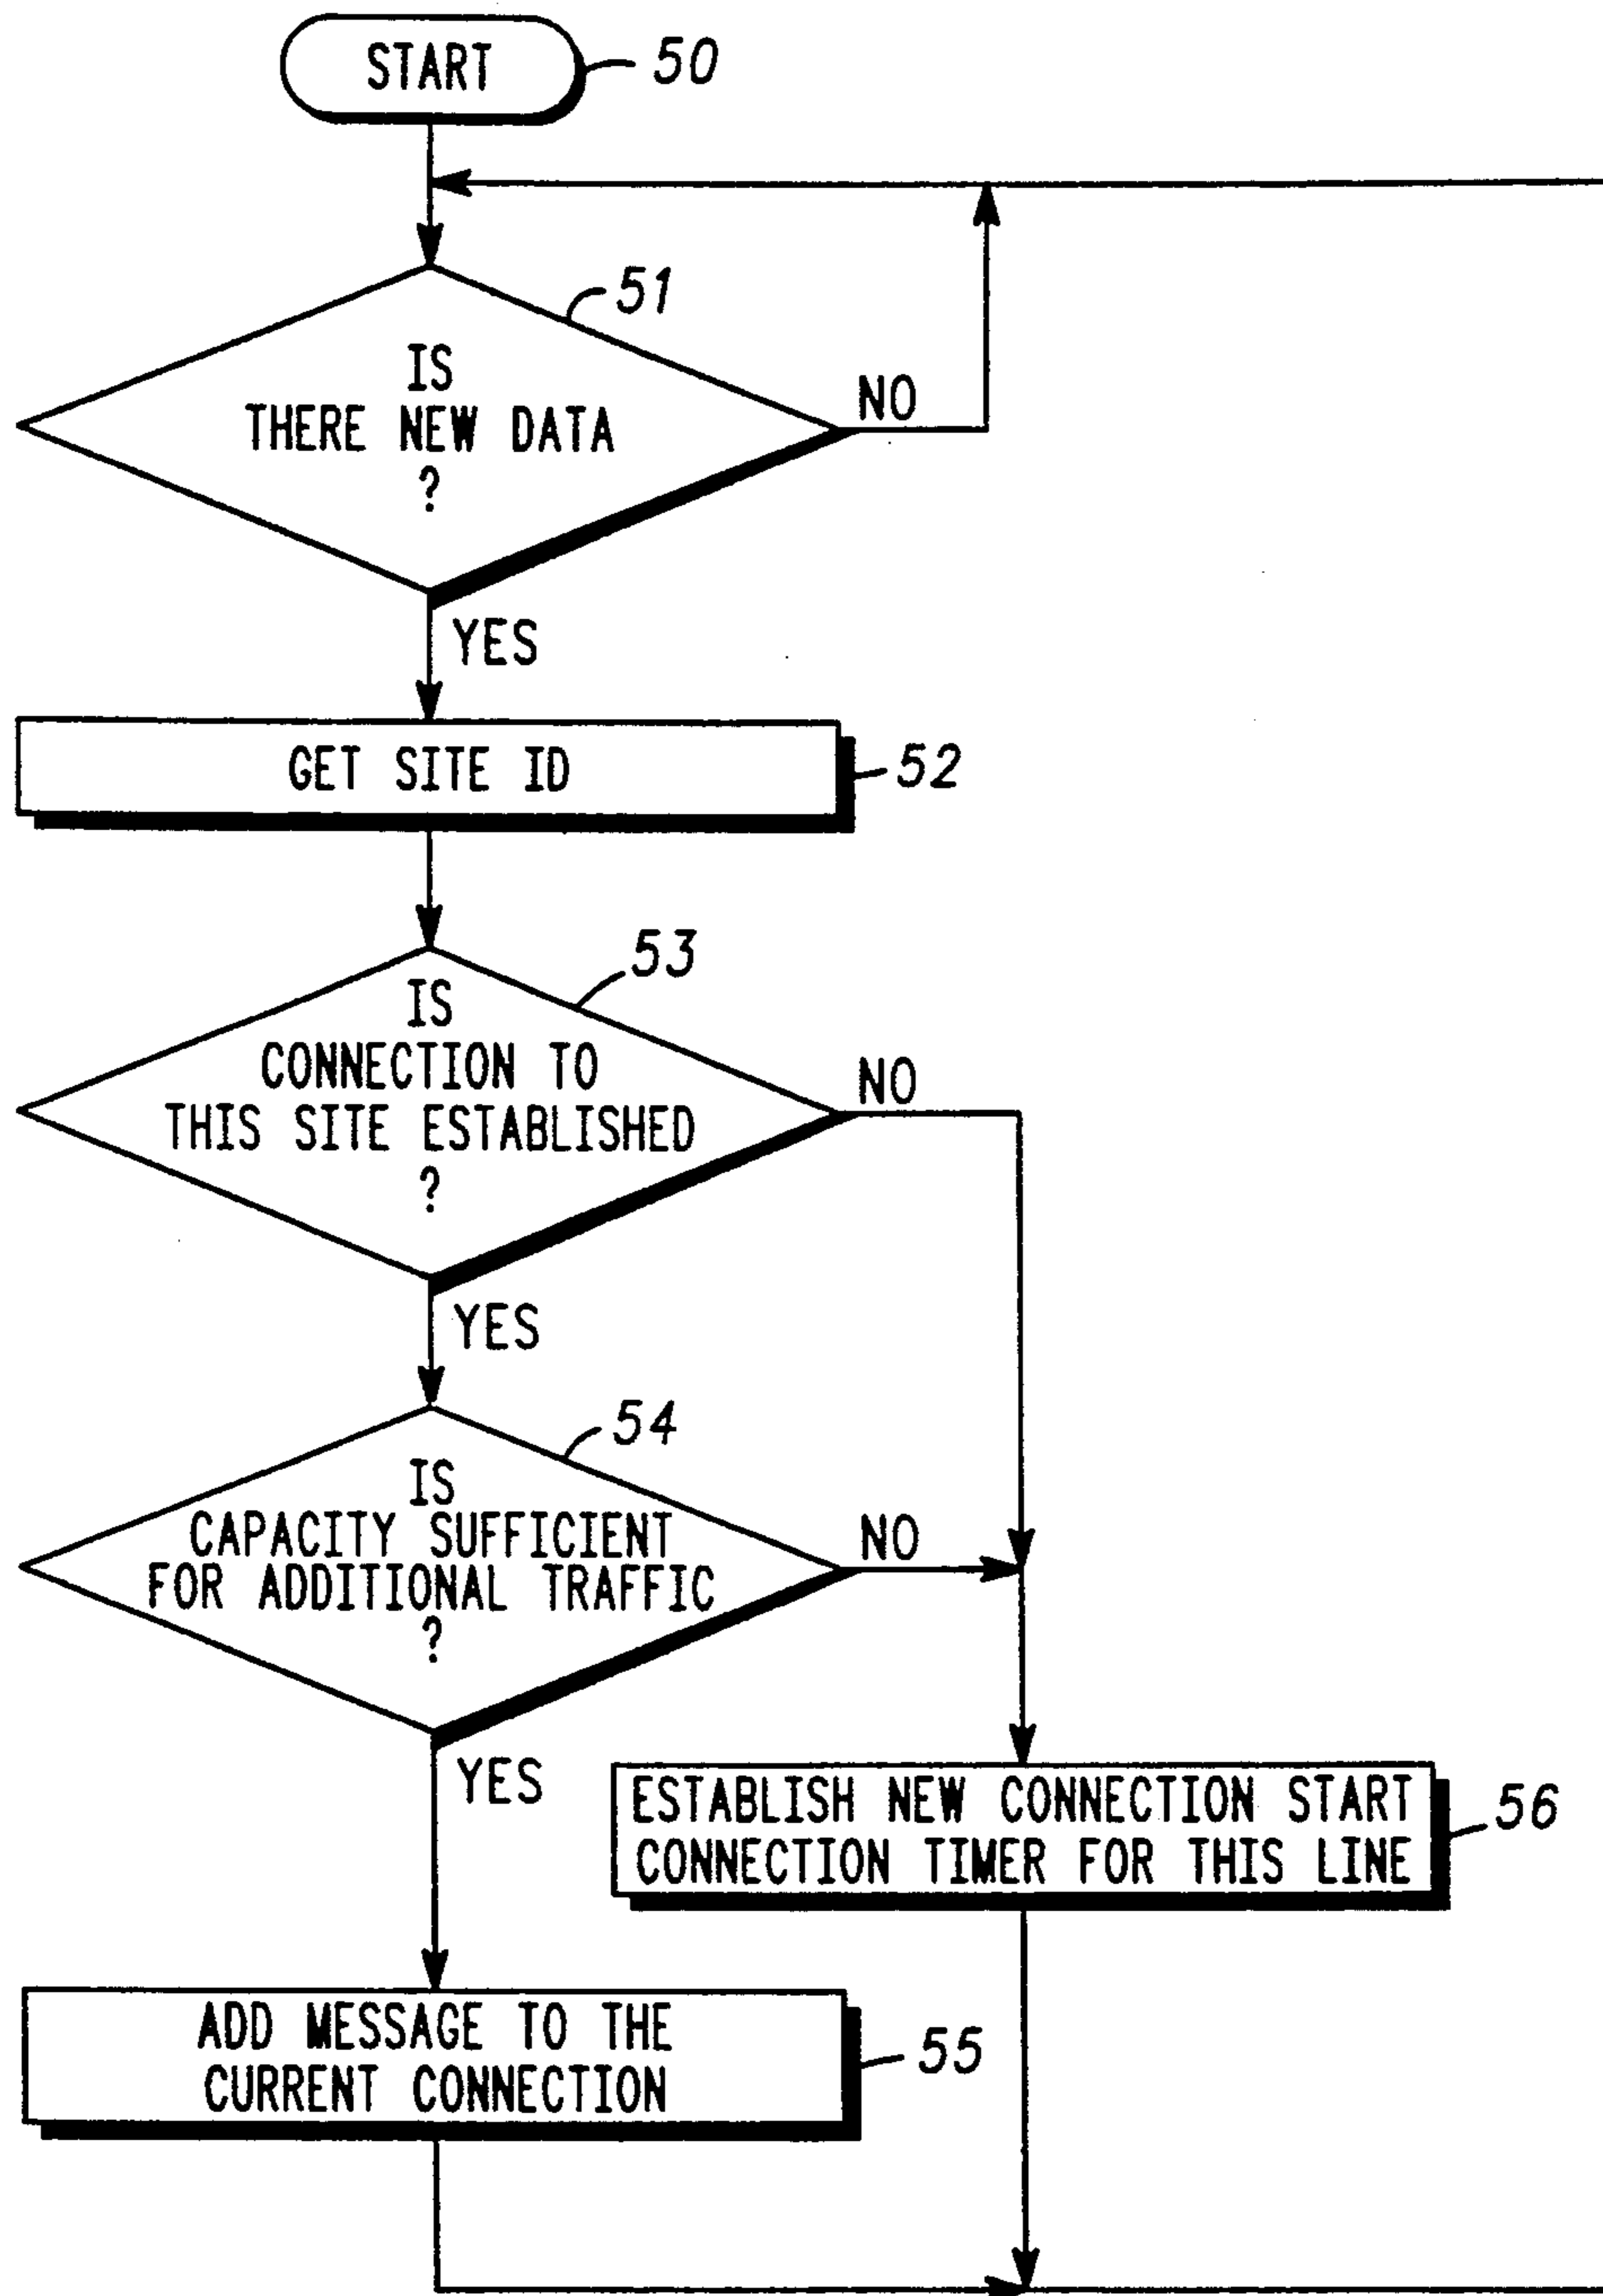 START
50
51
IS
THERE NEW DATA
?
NO
YES
GET SITE ID
52
53
IS
CONNECTION TO
THIS SITE ESTABLISHED
?
NO
YES
54
IS
CAPACITY SUFFICIENT
FOR ADDITIONAL TRAFFIC
?
NO
YES
ESTABLISH NEW CONNECTION START
CONNECTION TIMER FOR THIS LINE
56
ADD MESSAGE TO THE
CURRENT CONNECTION
55